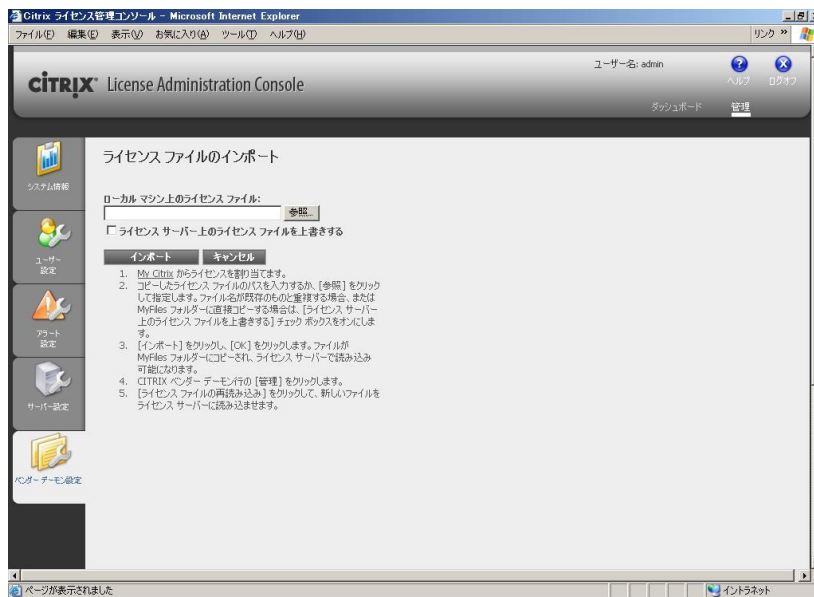 Citrix ライセンス管理コンソール - Microsoft Internet Explorer
ファイル(F) 編集(E) 表示(V) お気に入り(A) ツール(T) ヘルプ(H)
リンク »
CITRIX License Administration Console
ユーザー名: admin
ヘルプ
ログオフ
ダッシュボード
管理
システム情報
ユーザー
設定
アラート
設定
サーバー設定
ベンダー デーモン設定
ライセンス ファイルのインポート
ローカル マシン上のライセンス ファイル:
参照...
ライセンス サーバー上のライセンス ファイルを上書きする
インポート キャンセル
1. My Citrix からライセンスを割り当てます。
2. コピーしたライセンス ファイルのパスを入力するか、[参照] をクリック
して指定します。ファイル名が既存のものと重複する場合、または
MyFiles フォルダーに直接コピーする場合は、[ライセンス サーバー
上のライセンス ファイルを上書きする] チェック ボックスをオンにしま
す。
3. [インポート] をクリックし、[OK] をクリックします。ファイルが
MyFiles フォルダーにコピーされ、ライセンス サーバーで読み込み
可能になります。
4. CITRIX ベンダー デーモン行の [管理] をクリックします。
5. [ライセンス ファイルの再読み込み] をクリックして、新しいファイルを
ライセンス サーバーに読み込ませます。
ページが表示されました
イントラネット